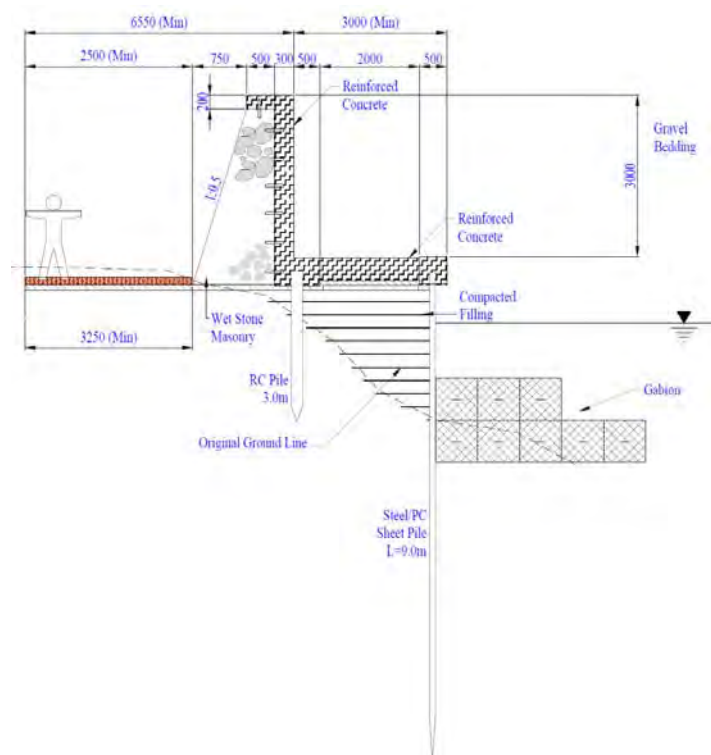 6550 (Min)
3000 (Min)
2500 (Min)
750
500
300
500
2000
500
200
Reinforced
Concrete
Gravel
Bedding
3000
1:0.5
Reinforced
Concrete
Compacted
Filling
Wet Stone
Masonry
3250 (Min)
RC Pile
3.0m
Gabion
Original Ground Line
Steel/PC
Sheet Pile
L=9.0m